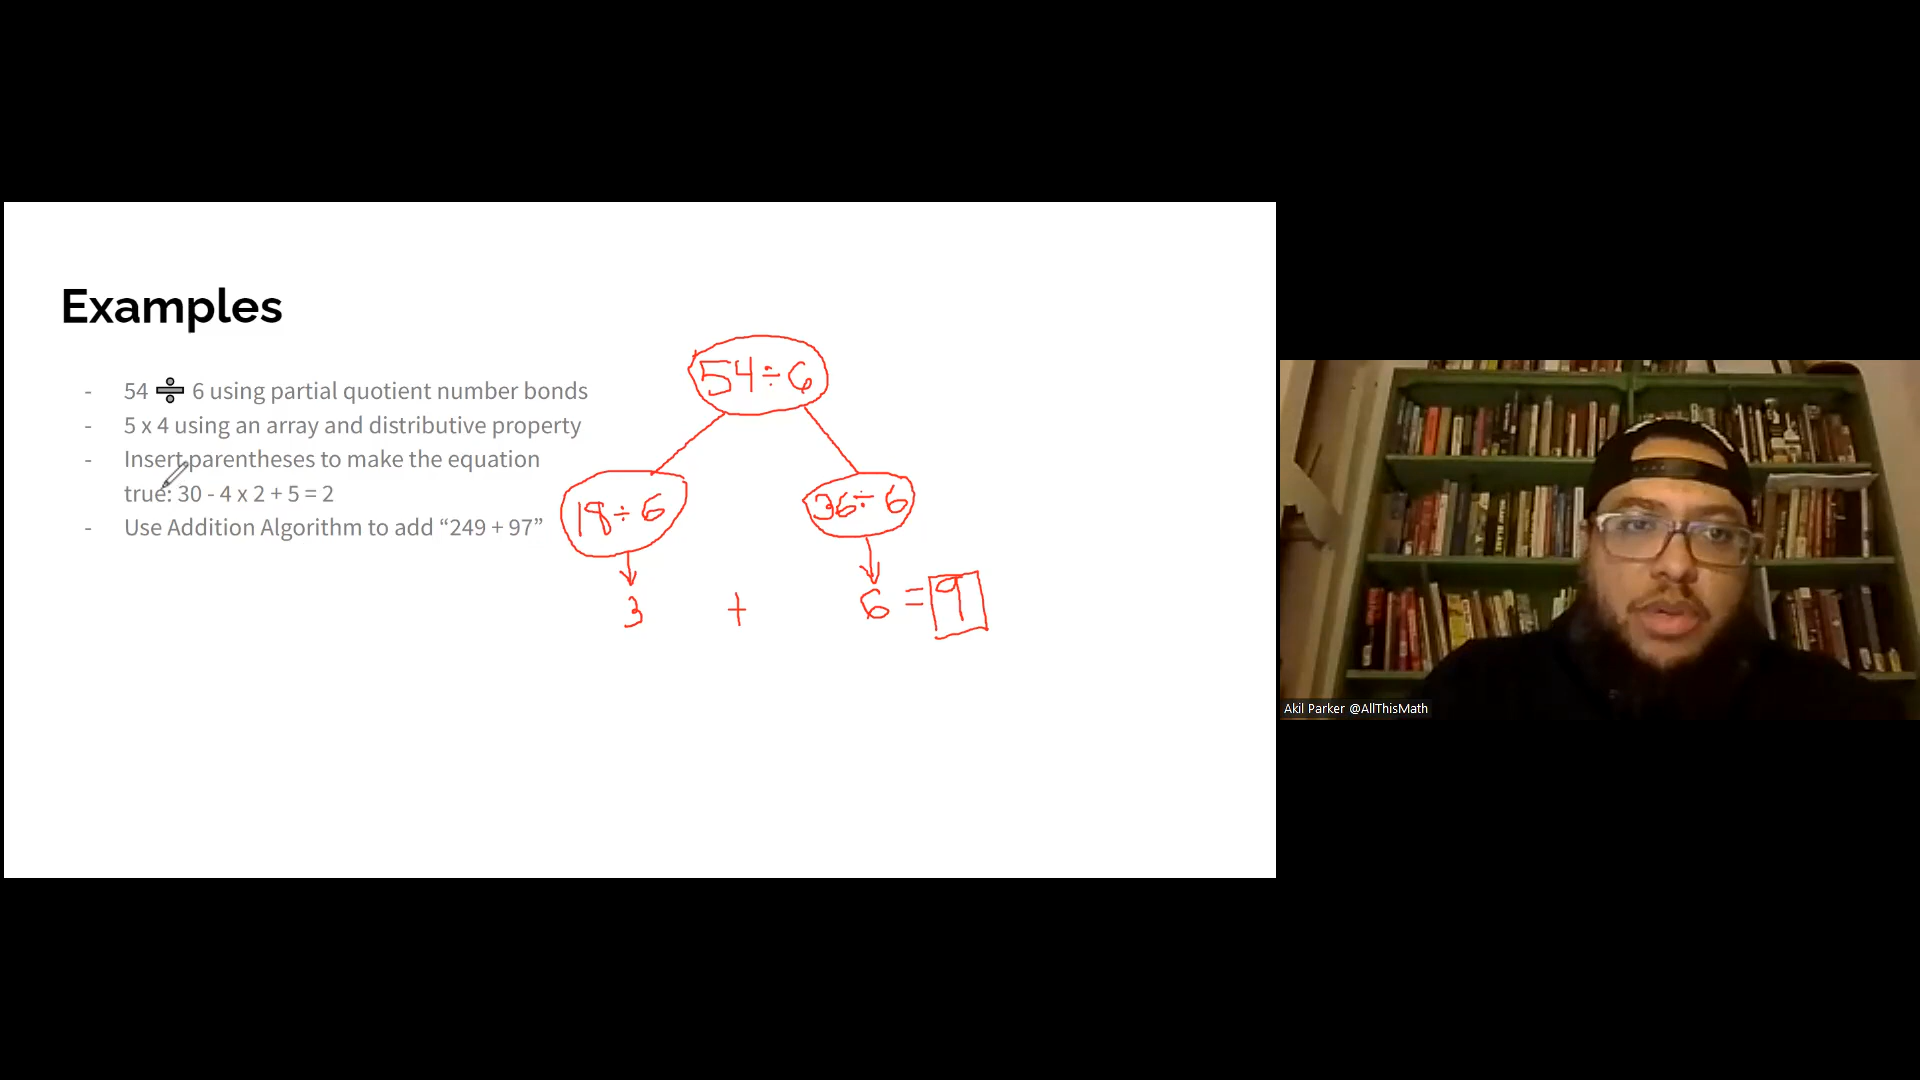 Examples
- 54 ➗ 6 using partial quotient number bonds
- 5 x 4 using an array and distributive property
- Insert parentheses to make the equation
true: 30 - 4 x 2 + 5 = 2
- Use Addition Algorithm to add “249 + 97”
54÷6
18÷6 36÷6
3 + 6 = 9
Akil Parker @AllThisMath